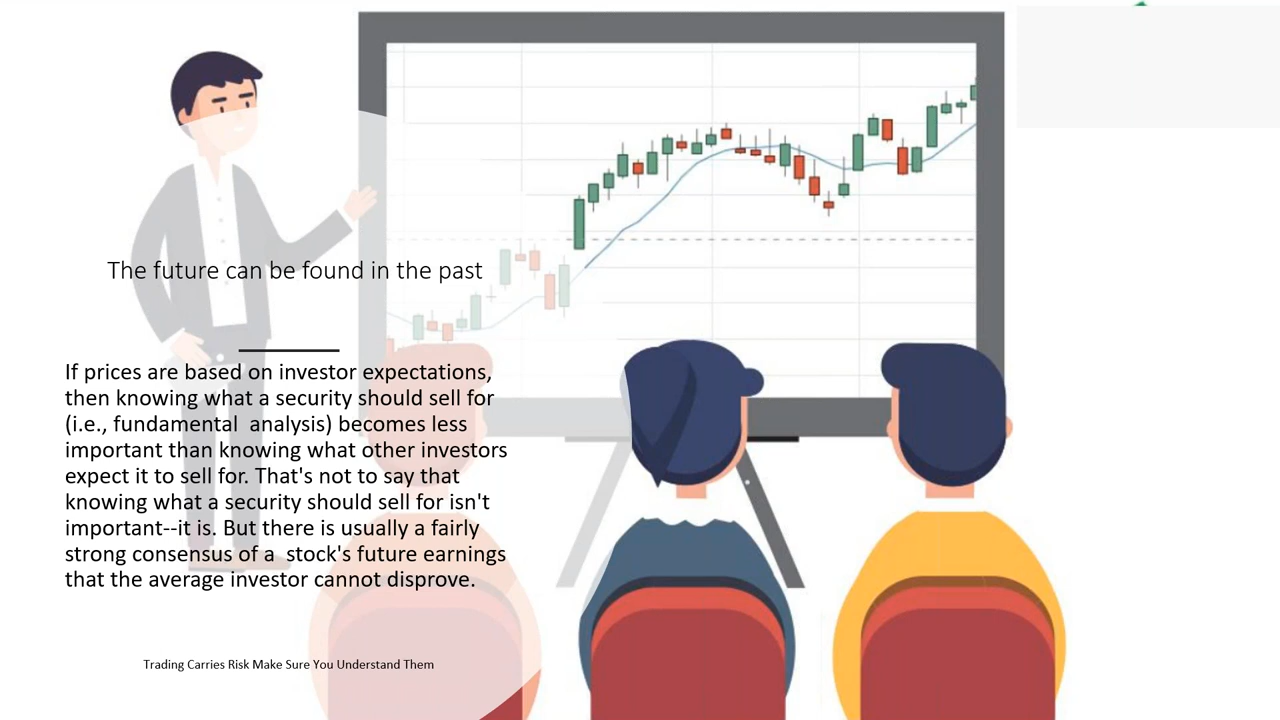 The future can be found in the past
If prices are based on investor expectations,
then knowing what a security should sell for
(i.e., fundamental  analysis) becomes less
important than knowing what other investors
expect it to sell for. That's not to say that
knowing what a security should sell for isn't
important--it is. But there is usually a fairly
strong consensus of a  stock's future earnings
that the average investor cannot disprove.
Trading Carries Risk Make Sure You Understand Them